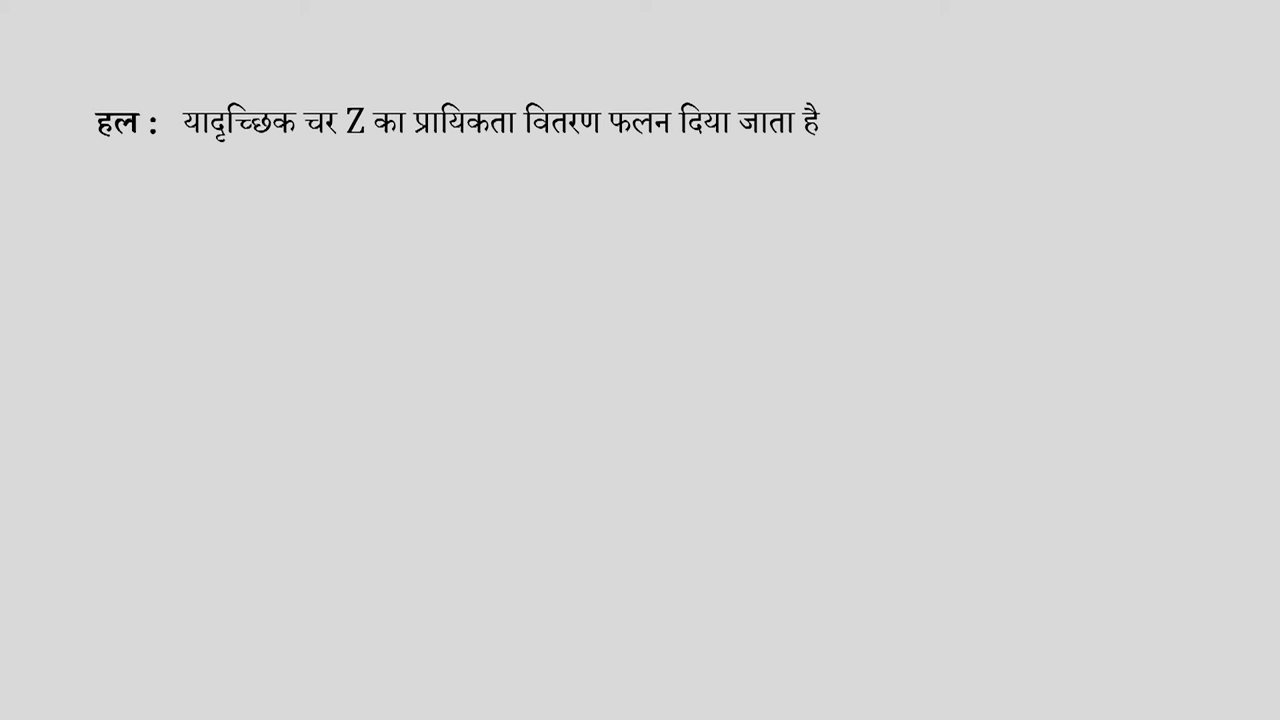 हल : यादृच्छिक चर Z का प्रायिकता वितरण फलन दिया जाता है